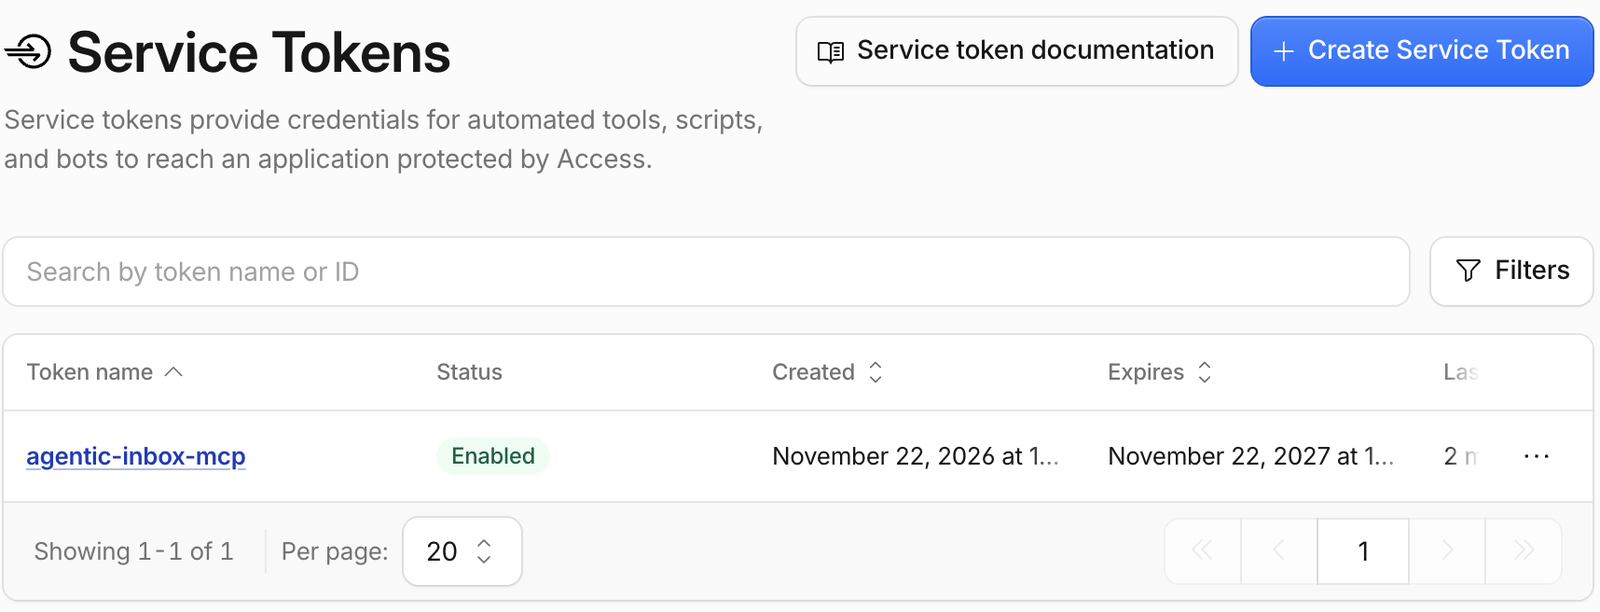 Service Tokens
Service token documentation
Create Service Token
Service tokens provide credentials for automated tools, scripts,
and bots to reach an application protected by Access.
Search by token name or ID
Filters
Token name Status Created Expires Las
agentic-inbox-mcp Enabled November 22, 2026 at 1... November 22, 2027 at 1... 2 m ...
Showing 1-1 of 1 Per page: 20 1